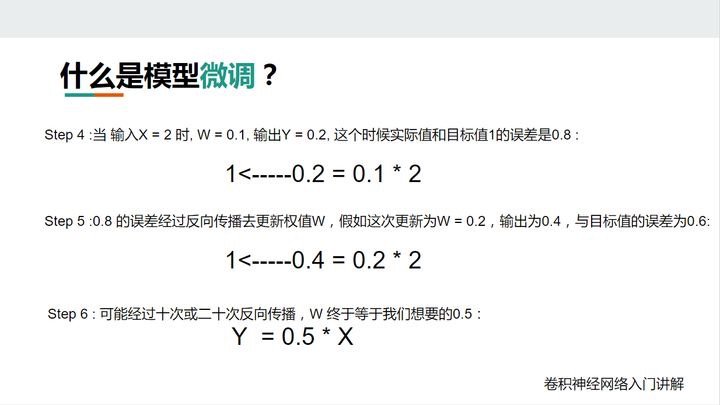 什么是模型微调？
Step 4 :当 输入X = 2 时, W = 0.1, 输出Y = 0.2, 这个时候实际值和目标值1的误差是0.8 :
1<-----0.2 = 0.1 * 2
Step 5 :0.8 的误差经过反向传播去更新权值W，假如这次更新为W = 0.2，输出为0.4，与目标值的误差为0.6:
1<-----0.4 = 0.2 * 2
Step 6 : 可能经过十次或二十次反向传播，W 终于等于我们想要的0.5 :
Y = 0.5 * X
卷积神经网络入门讲解